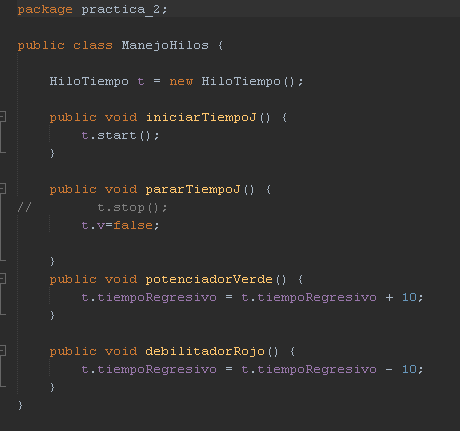 package practica_2;
public class ManejoHilos {
HiloTiempo t = new HiloTiempo();
public void iniciarTiempoJ() {
t.start();
}
public void pararTiempoJ() {
// t.stop();
t.v=false;
}
public void potenciadorVerde() {
t.tiempoRegresivo = t.tiempoRegresivo + 10;
}
public void debilitadorRojo() {
t.tiempoRegresivo = t.tiempoRegresivo - 10;
}
}